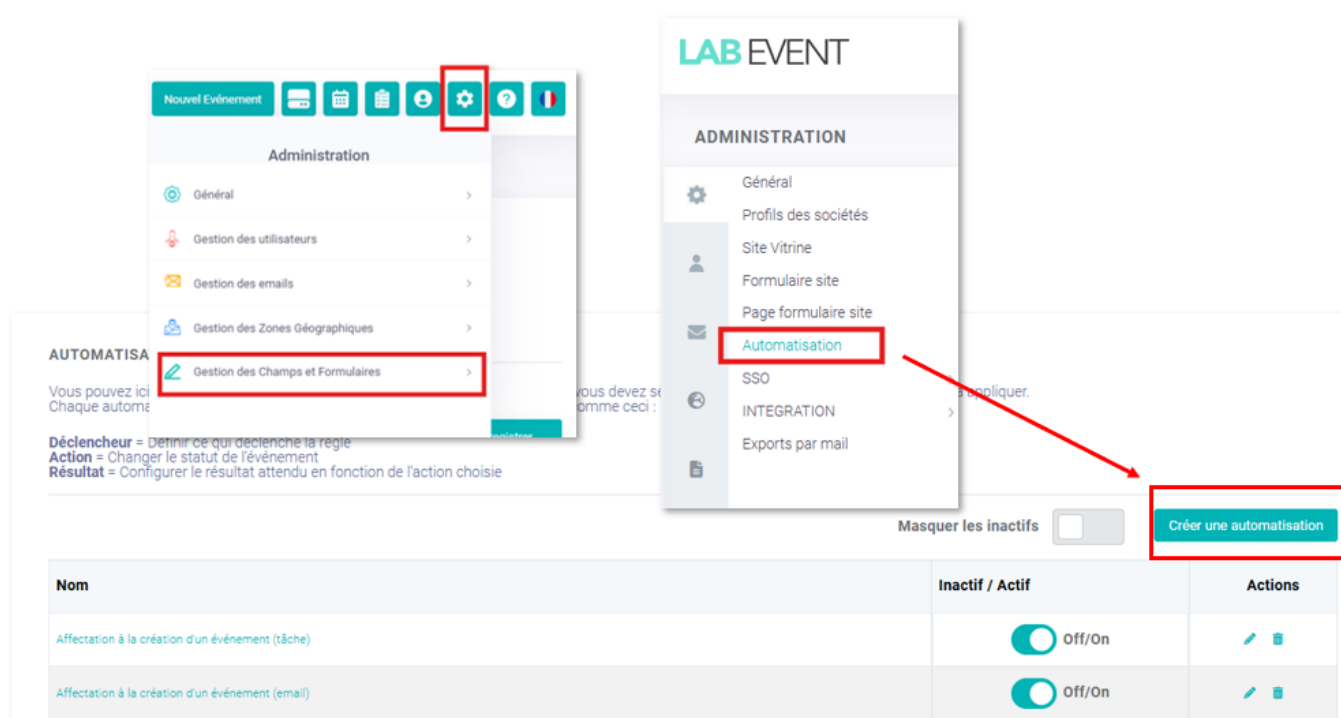 LAB EVENT
Nouvel Evénement
Administration
Général
Gestion des utilisateurs
Gestion des emails
Gestion des Zones Géographiques
Gestion des Champs et Formulaires
ADMINISTRATION
Général
Profils des sociétés
Site Vitrine
Formulaire site
Page formulaire site
Automatisation
SSO
INTEGRATION
Exports par mail
AUTOMATISA
Vous pouvez ici vous devez se appliquer.
Chaque automa omme ceci :
Déclencheur = Définir ce qui déclenche la règle
Action = Changer le statut de l'événement
Résultat = Configurer le résultat attendu en fonction de l'action choisie
Masquer les inactifs
Créer une automatisation
Nom Inactif / Actif Actions
Affectation à la création d'un événement (tâche) Off/On
Affectation à la création d'un événement (email) Off/On